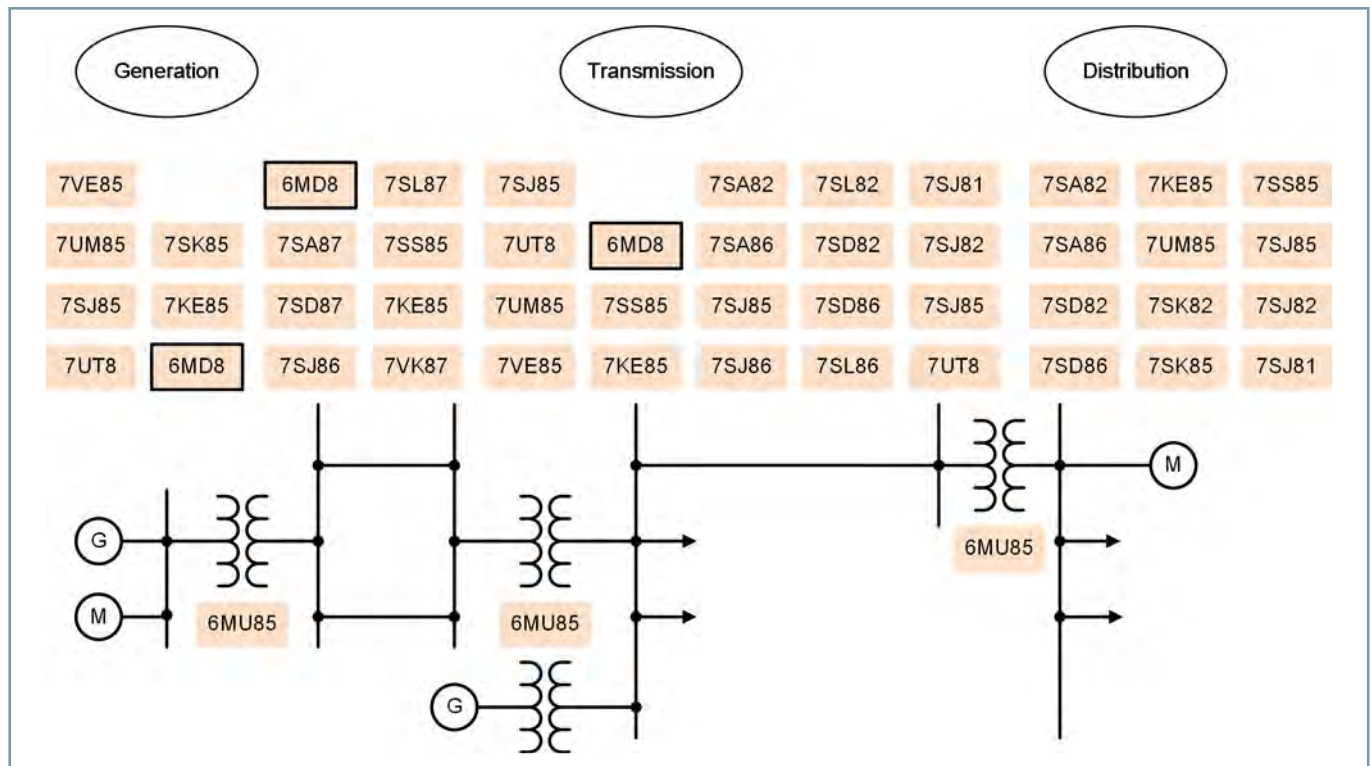 Generation Transmission Distribution
7VE85 6MD8 7SL87 7SJ85 7SA82 7SL82 7SJ81 7SA82 7KE85 7SS85
7UM85 7SK85 7SA87 7SS85 7UT8 6MD8 7SA86 7SD82 7SJ82 7SA86 7UM85 7SJ85
7SJ85 7KE85 7SD87 7KE85 7UM85 7SS85 7SJ85 7SD86 7SJ85 7SD82 7SK82 7SJ82
7UT8 6MD8 7SJ86 7VK87 7VE85 7KE85 7SJ86 7SL86 7UT8 7SD86 7SK85 7SJ81
M
G 6MU85
M 6MU85 6MU85
G